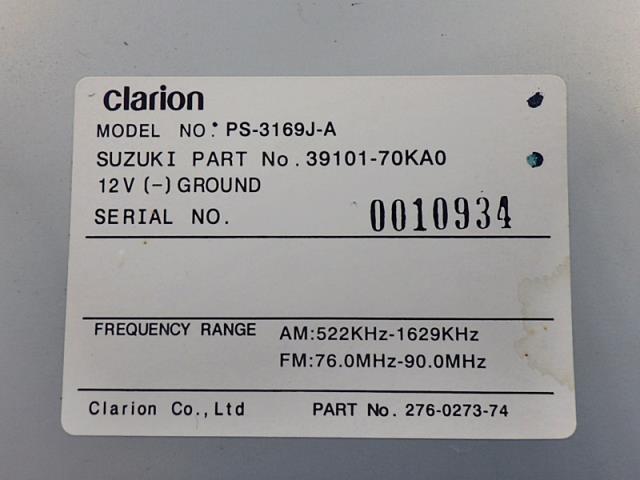 clarion
MODEL NO. PS-3169J-A
SUZUKI PART No. 39101-70KA0
12V (-) GROUND
SERIAL NO. 0010934
FREQUENCY RANGE AM:522KHz-1629KHz
FM:76.0MHz-90.0MHz
Clarion Co.,Ltd PART No. 276-0273-74